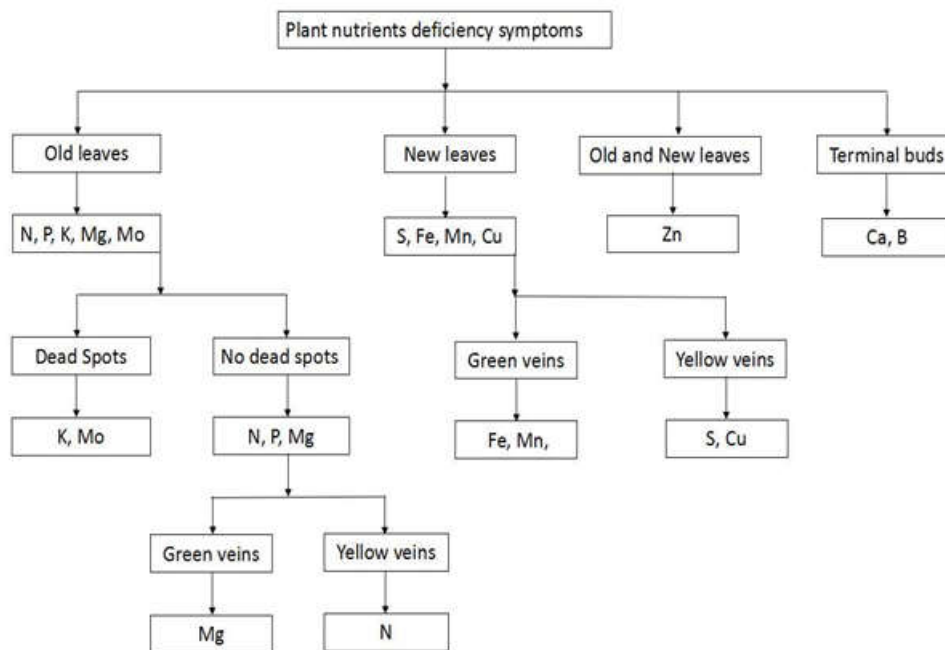 Plant nutrients deficiency symptoms
Old leaves
New leaves
Old and New leaves
Terminal buds
N, P, K, Mg, Mo
S, Fe, Mn, Cu
Zn
Ca, B
Dead Spots
No dead spots
Green veins
Yellow veins
K, Mo
N, P, Mg
Fe, Mn,
S, Cu
Green veins
Yellow veins
Mg
N